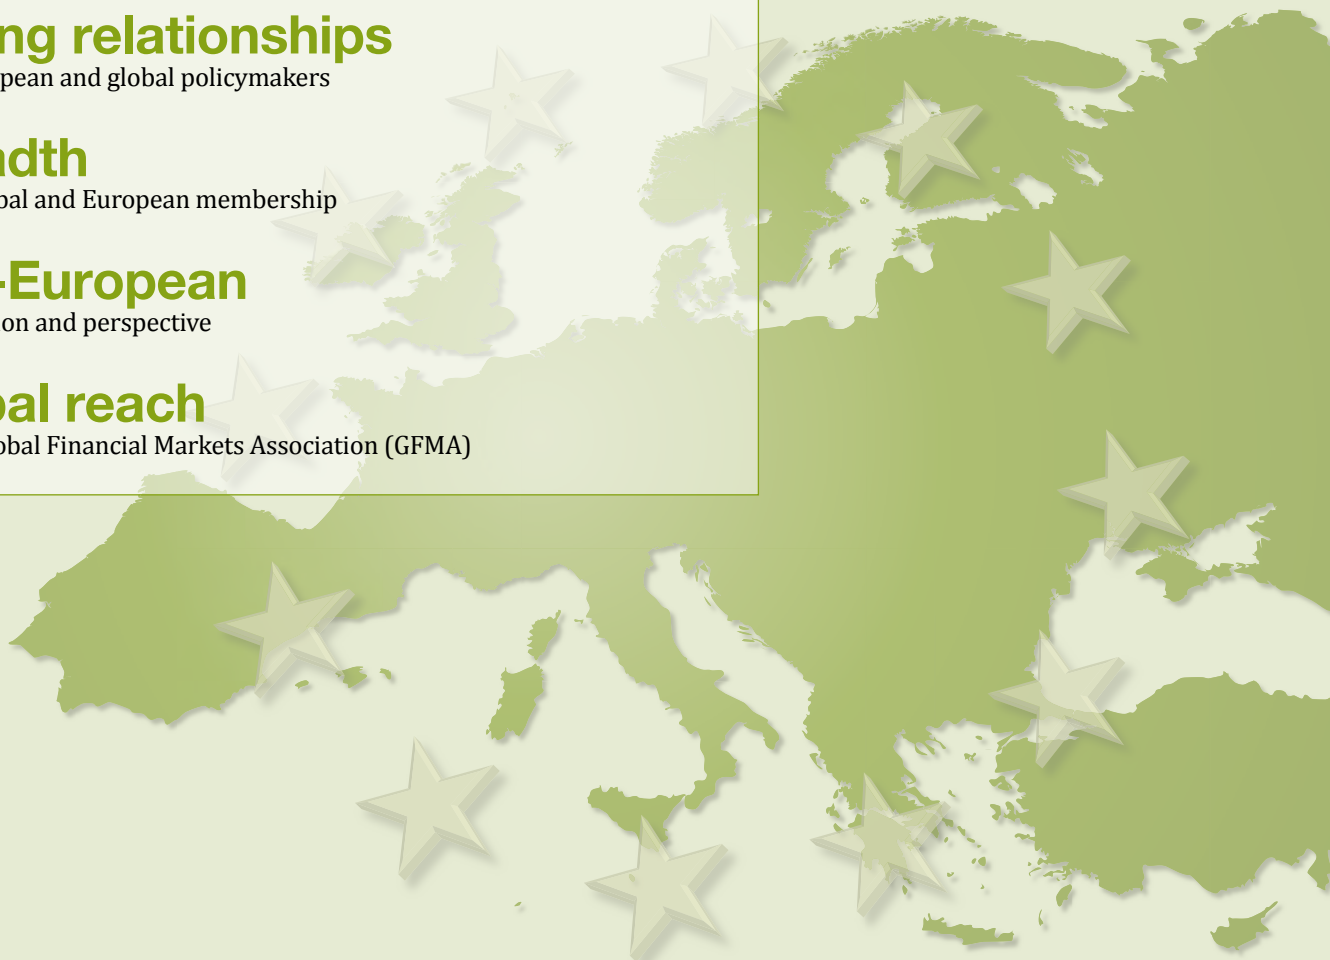 ng relationships
pean and global policymakers
adth
bal and European membership
-European
on and perspective
bal reach
obal Financial Markets Association (GFMA)